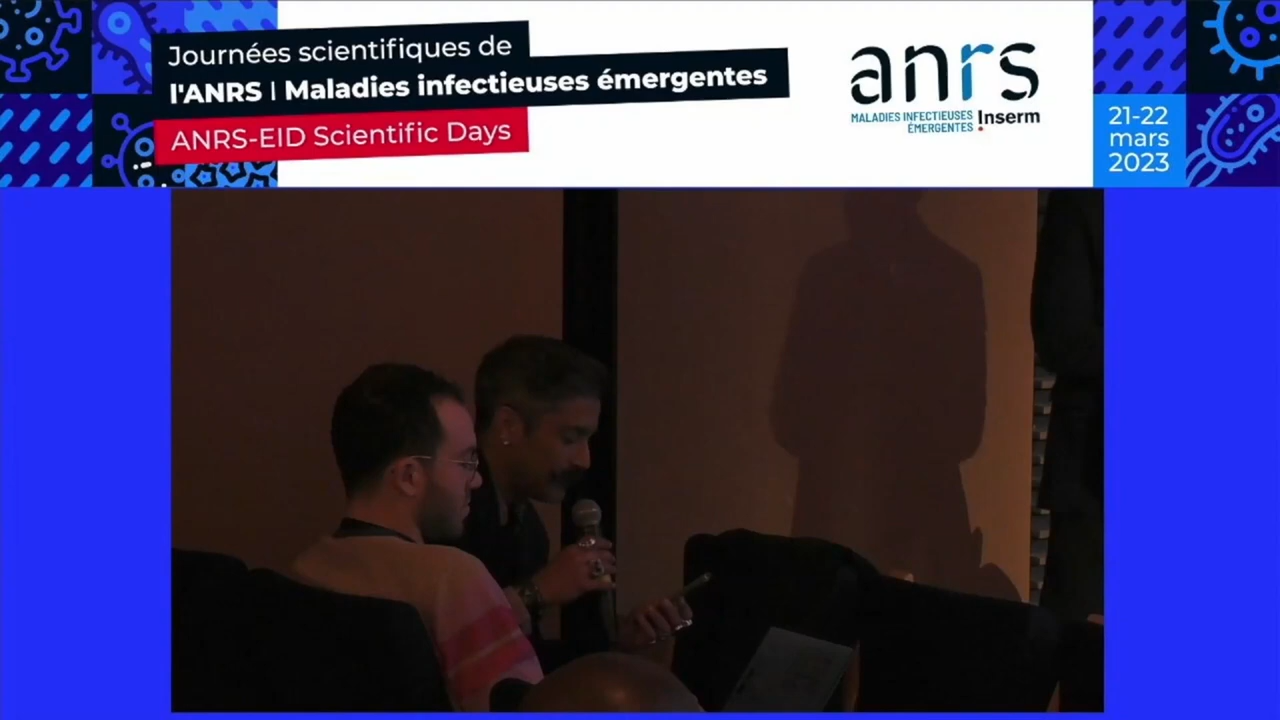 Journées scientifiques de
l'ANRS | Maladies infectieuses émergentes
ANRS-EID Scientific Days
anrs
MALADIES INFECTIEUSES
ÉMERGENTES
Inserm
21-22
mars
2023